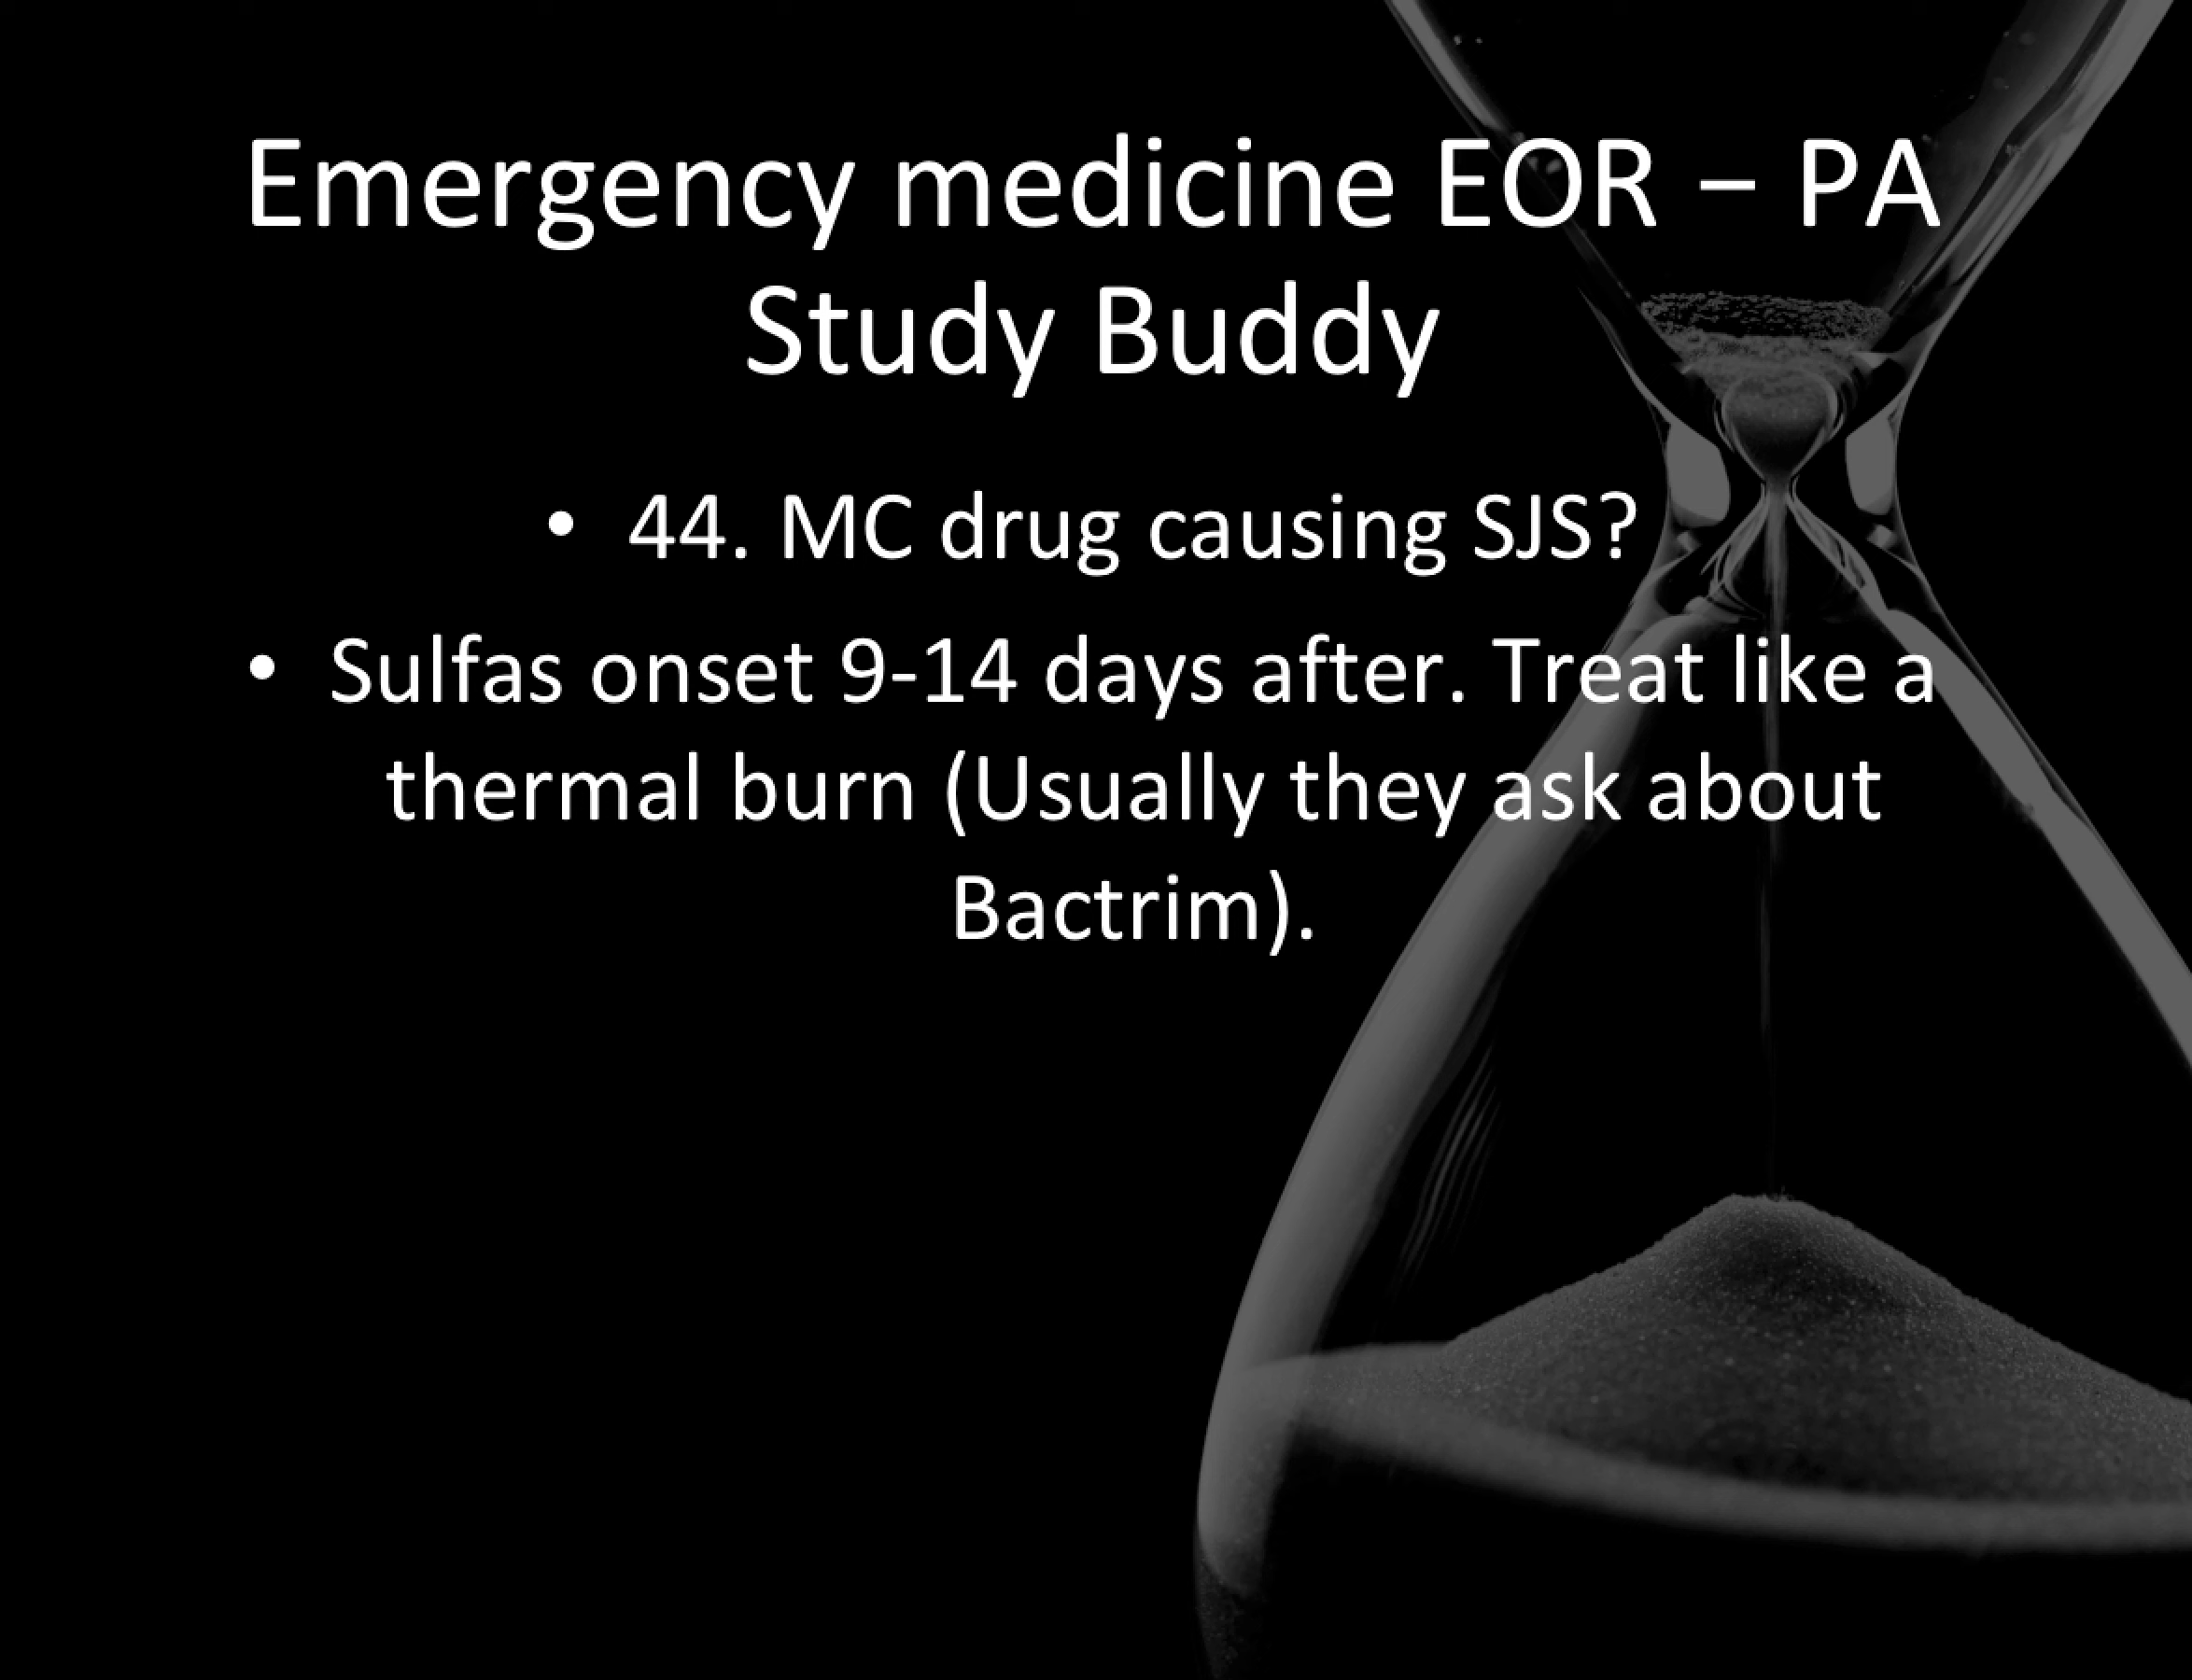 Emergency medicine EOR – PA
Study Buddy
• 44. MC drug causing SJS?
• Sulfas onset 9-14 days after. Treat like a
thermal burn (Usually they ask about
Bactrim).